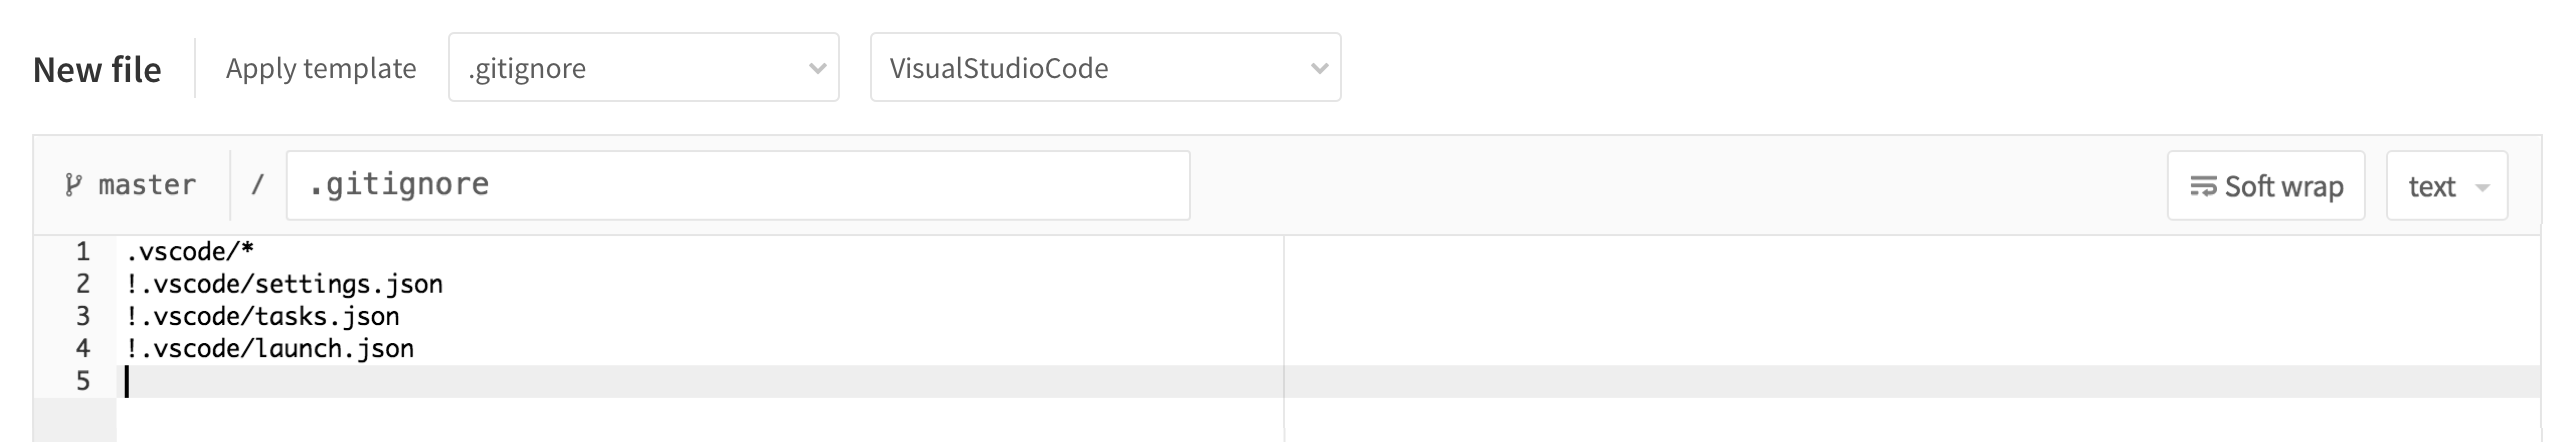 New file
Apply template
.gitignore
VisualStudioCode
master
/
.gitignore
Soft wrap
text
1 .vscode/*
2 !.vscode/settings.json
3 !.vscode/tasks.json
4 !.vscode/launch.json
5